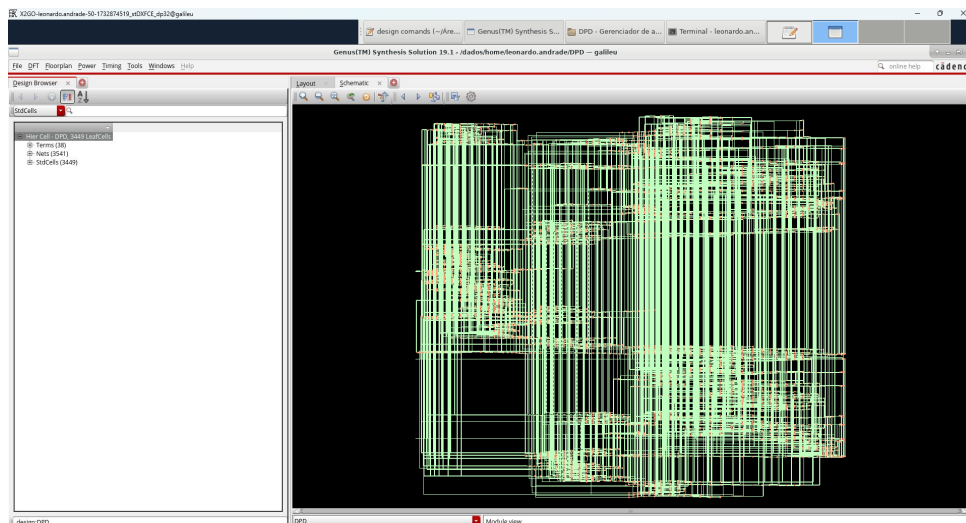 X2GO-leonardo.andrade-50-1732874519_stDXFCE_dp32@galileu
design comands (~/Áre... Genus(TM) Synthesis S... DPD - Gerenciador de a... Terminal - leonardo.an...
Genus(TM) Synthesis Solution 19.1 - /dados/home/leonardo.andrade/DPD — galileu
File DFT Floorplan Power Timing Tools Windows Help online help cādenc
Design Browser Layout Schematic
StdCells
Hier Cell - DPD, 3449 LeafCells
Terms (38)
Nets (3541)
StdCells (3449)
design:DPD DPD Module view